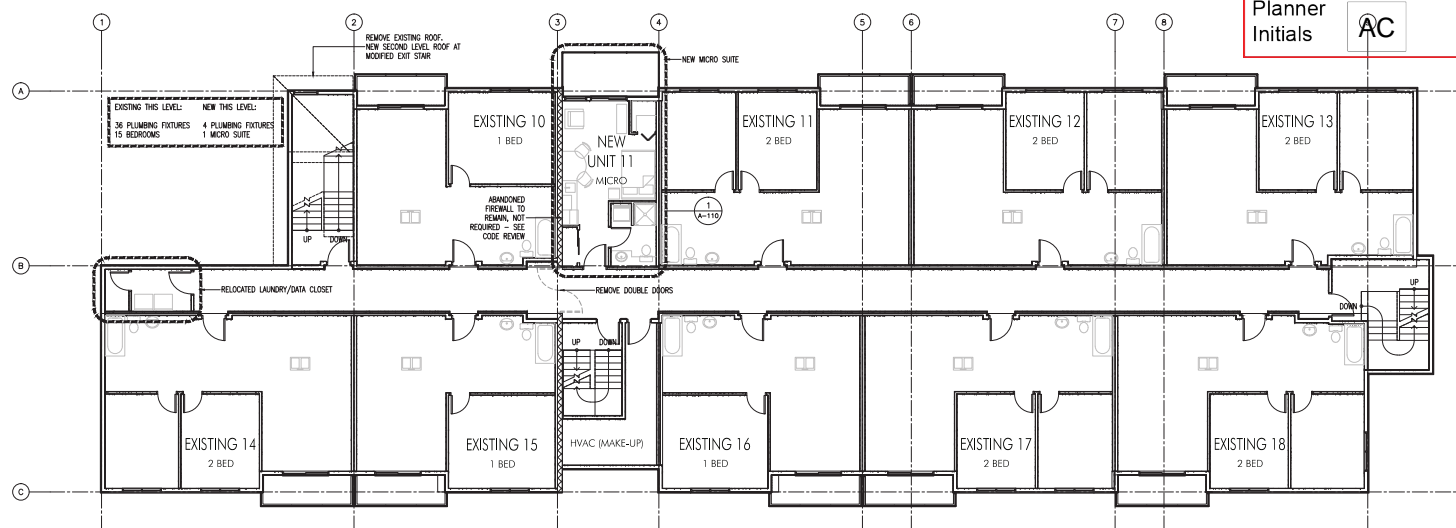 Planner
Initials
AC
1
2
3
4
5
6
7
8
REMOVE EXISTING ROOF.
NEW SECOND LEVEL ROOF AT
MODIFIED EXIT STAIR
NEW MICRO SUITE
A
EXISTING THIS LEVEL:
NEW THIS LEVEL:
36 PLUMBING FIXTURES
4 PLUMBING FIXTURES
15 BEDROOMS
1 MICRO SUITE
EXISTING 10
1 BED
NEW
UNIT 11
MICRO
EXISTING 11
2 BED
EXISTING 12
2 BED
EXISTING 13
2 BED
ABANDONED
FIREWALL TO
REMAIN, NOT
REQUIRED - SEE
CODE REVIEW
1
A-110
UP
DOWN
B
RELOCATED LAUNDRY/DATA CLOSET
REMOVE DOUBLE DOORS
UP
DOWN
UP
DOWN
EXISTING 14
2 BED
EXISTING 15
1 BED
HVAC (MAKE-UP)
EXISTING 16
1 BED
EXISTING 17
2 BED
EXISTING 18
2 BED
C